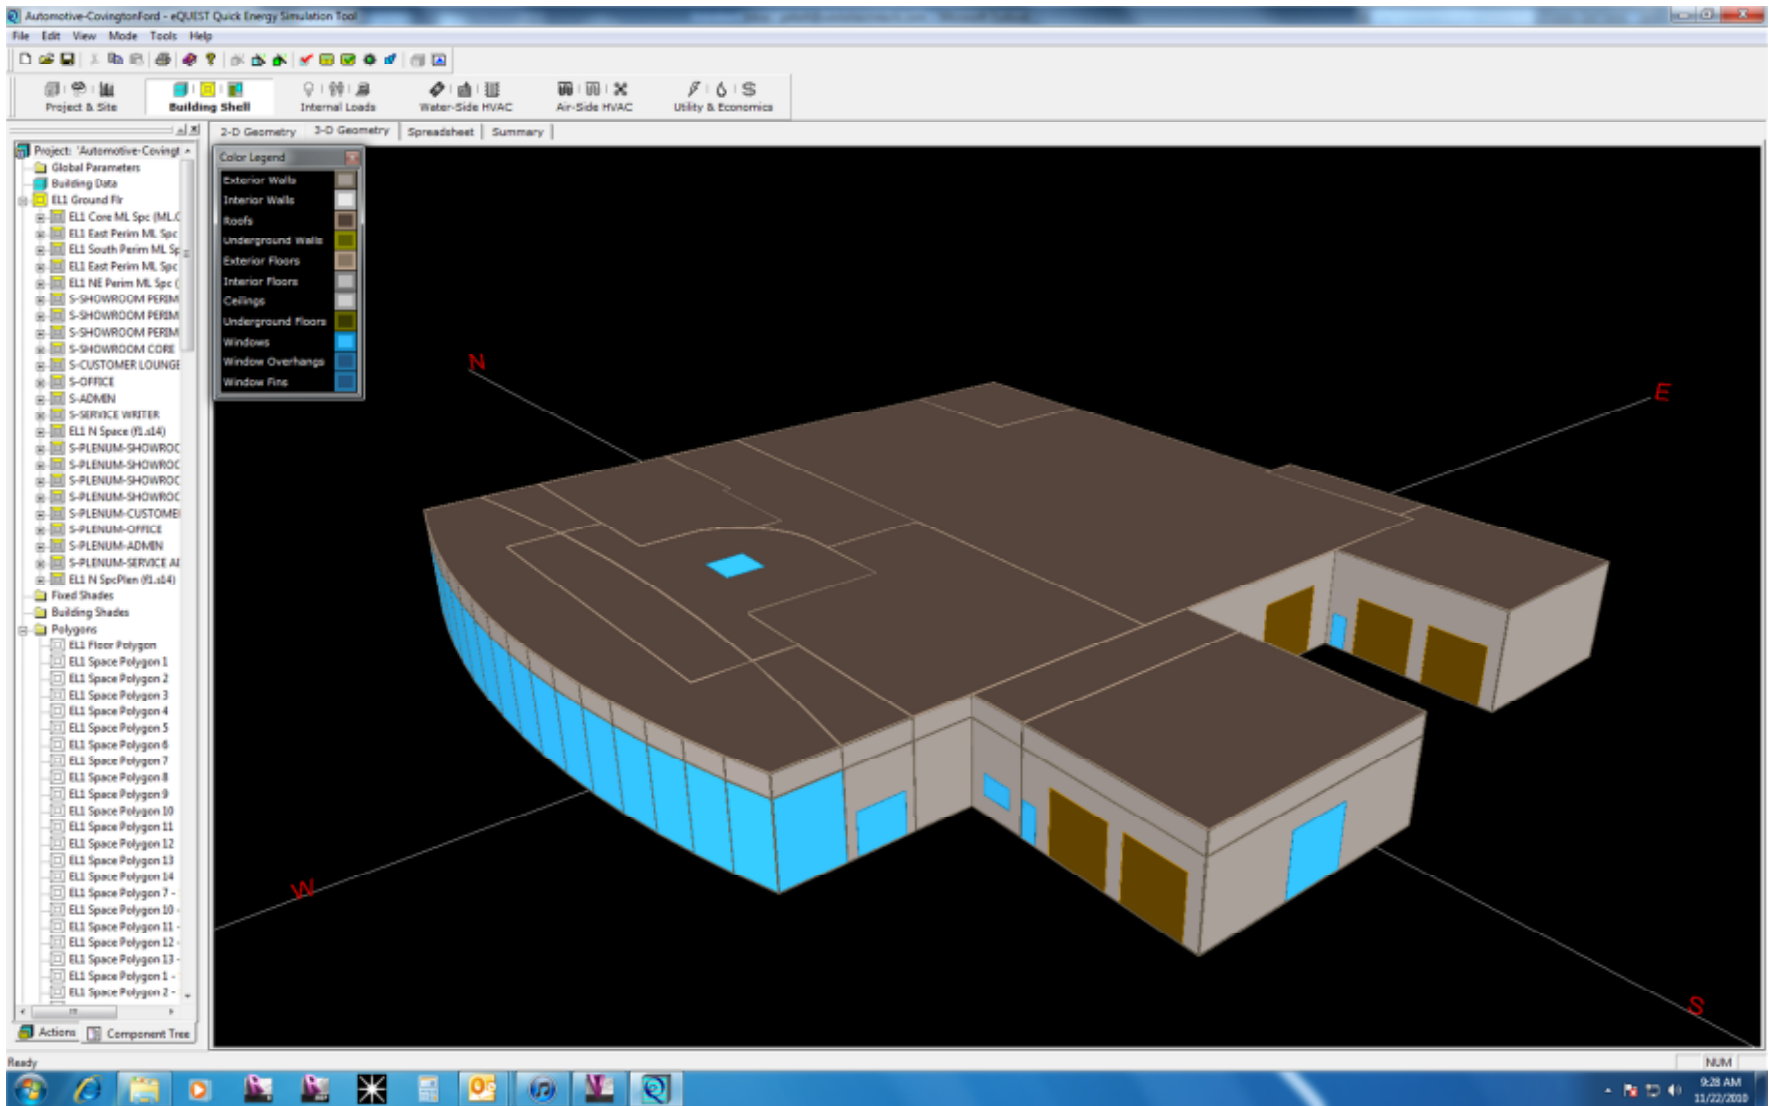 Automotive-CovingtonFord - eQUEST Quick Energy Simulation Tool
File Edit View Mode Tools Help
Project & Site Building Shell Internal Loads Water-Side HVAC Air-Side HVAC Utility & Economics
2-D Geometry 3-D Geometry Spreadsheet Summary
Project: 'Automotive-Covingt
Global Parameters
Building Data
EL1 Ground Flr
EL1 Core ML Spc (ML.C
EL1 East Perim ML Spc
EL1 South Perim ML Sp
EL1 East Perim ML Spc
EL1 NE Perim ML Spc (
S-SHOWROOM PERIM
S-SHOWROOM PERIM
S-SHOWROOM PERIM
S-SHOWROOM CORE
S-CUSTOMER LOUNGE
S-OFFICE
S-ADMIN
S-SERVICE WRITER
EL1 N Space (f1.s14)
S-PLENUM-SHOWROC
S-PLENUM-SHOWROC
S-PLENUM-SHOWROC
S-PLENUM-SHOWROC
S-PLENUM-CUSTOMEI
S-PLENUM-OFFICE
S-PLENUM-ADMIN
S-PLENUM-SERVICE AI
EL1 N SpcPlen (f1.s14)
Fixed Shades
Building Shades
Polygons
EL1 Floor Polygon
EL1 Space Polygon 1
EL1 Space Polygon 2
EL1 Space Polygon 3
EL1 Space Polygon 4
EL1 Space Polygon 5
EL1 Space Polygon 6
EL1 Space Polygon 7
EL1 Space Polygon 8
EL1 Space Polygon 9
EL1 Space Polygon 10
EL1 Space Polygon 11
EL1 Space Polygon 12
EL1 Space Polygon 13
EL1 Space Polygon 14
EL1 Space Polygon 7 -
EL1 Space Polygon 10 -
EL1 Space Polygon 11 -
EL1 Space Polygon 12 -
EL1 Space Polygon 13 -
EL1 Space Polygon 1 -
EL1 Space Polygon 2 -
Actions Component Tree
Color Legend
Exterior Walls
Interior Walls
Roofs
Underground Walls
Exterior Floors
Interior Floors
Ceilings
Underground Floors
Windows
Window Overhangs
Window Fins
N
E
W
S
Ready
NUM
9:28 AM
11/22/2010